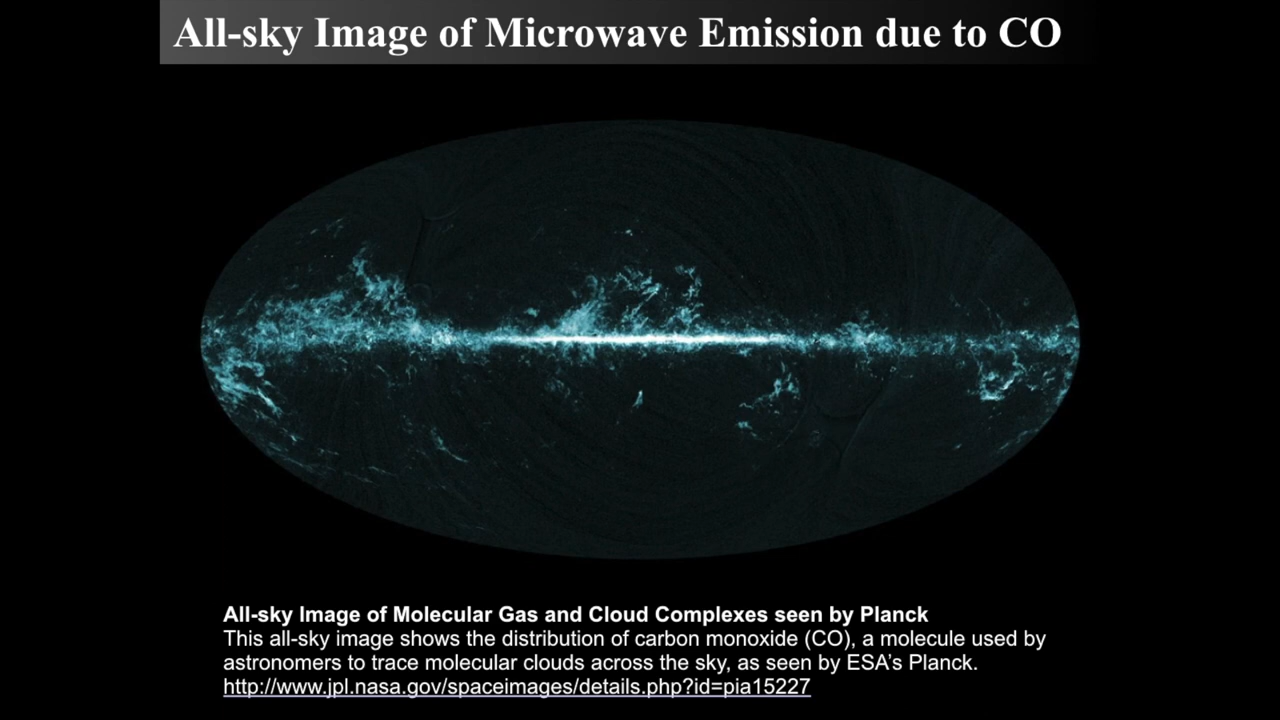 All-sky Image of Microwave Emission due to CO
All-sky Image of Molecular Gas and Cloud Complexes seen by Planck
This all-sky image shows the distribution of carbon monoxide (CO), a molecule used by
astronomers to trace molecular clouds across the sky, as seen by ESA’s Planck.
http://www.jpl.nasa.gov/spaceimages/details.php?id=pia15227